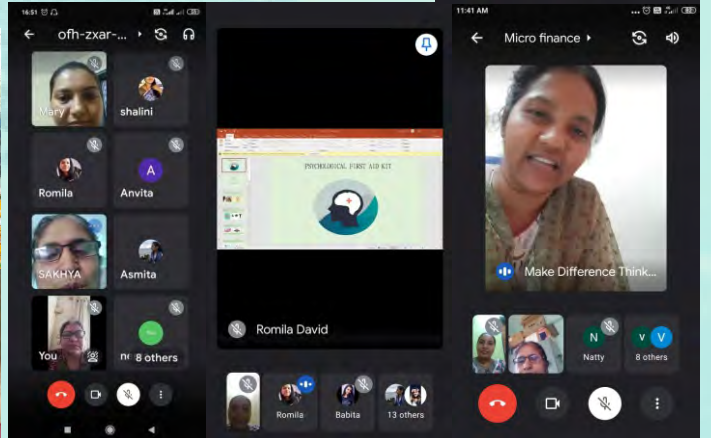 16:51
ofh-zxar-...
Mary
shalini
Romila
A
Anvita
SAKHYA
Asmita
You
8 others
PSYCHOLOGICAL FIRST AID KIT
Romila David
Romila
Babita
13 others
11:41 AM
Micro finance
Make Difference Think...
N
Natty
V
V
8 others